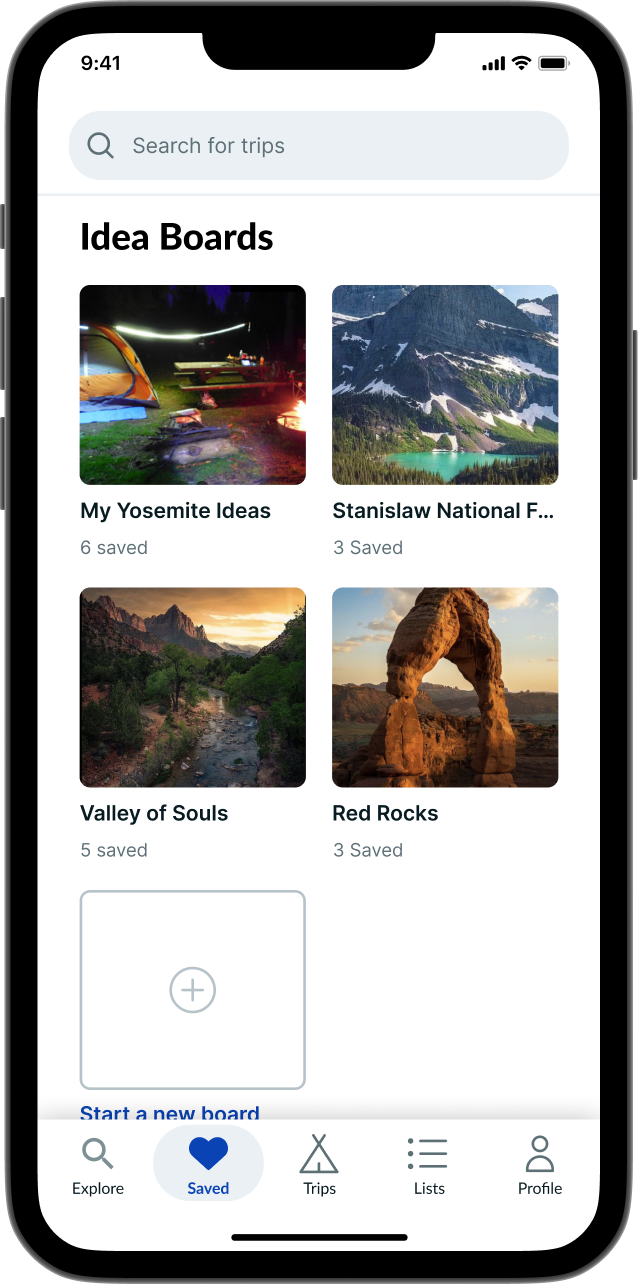 9:41
Search for trips
Idea Boards
My Yosemite Ideas
6 saved
Stanislaw National F...
3 Saved
Valley of Souls
5 saved
Red Rocks
3 Saved
Start a new board
Explore
Saved
Trips
Lists
Profile